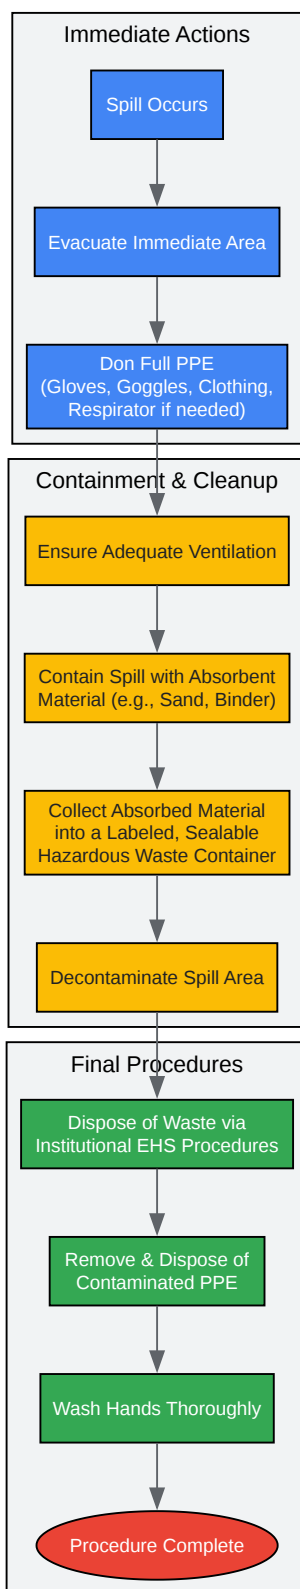 Immediate Actions
Spill Occurs
Evacuate Immediate Area
Don Full PPE
(Gloves, Goggles, Clothing,
Respirator if needed)
Containment & Cleanup
Ensure Adequate Ventilation
Contain Spill with Absorbent
Material (e.g., Sand, Binder)
Collect Absorbed Material
into a Labeled, Sealable
Hazardous Waste Container
Decontaminate Spill Area
Final Procedures
Dispose of Waste via
Institutional EHS Procedures
Remove & Dispose of
Contaminated PPE
Wash Hands Thoroughly
Procedure Complete